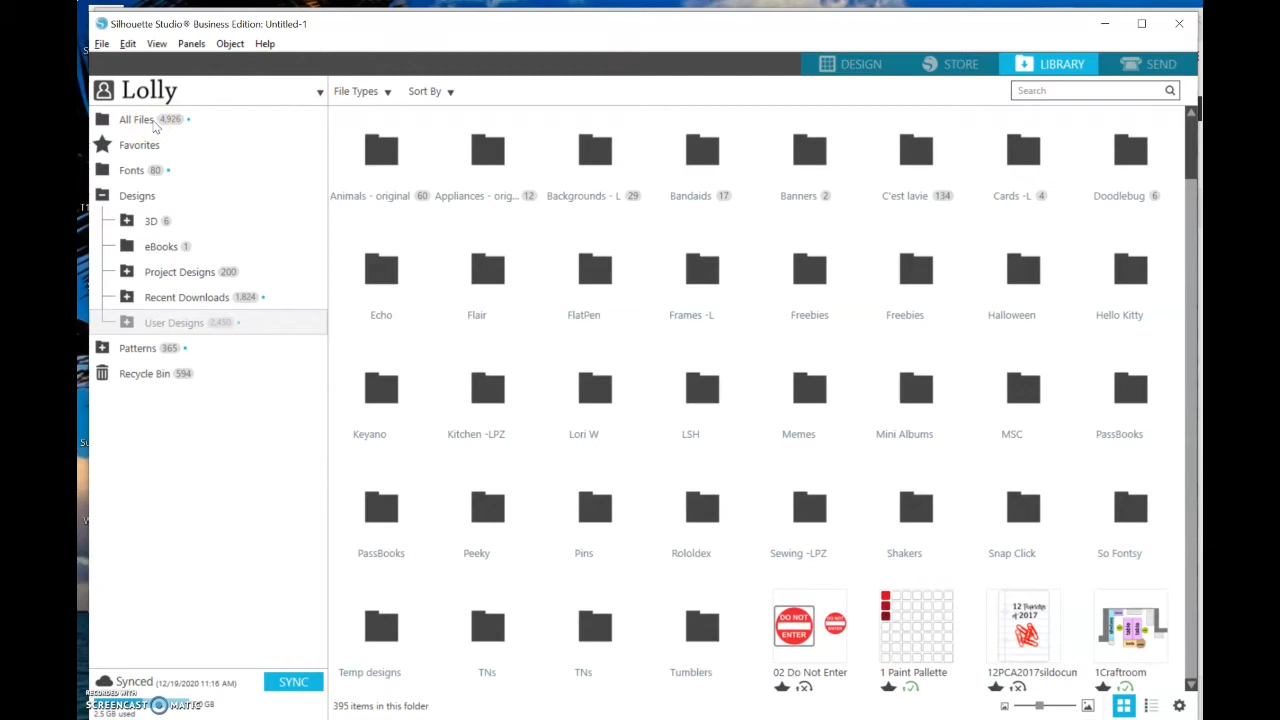 Silhouette Studio® Business Edition: Untitled-1
File Edit View Panels Object Help
DESIGN STORE LIBRARY SEND
Lolly File Types Sort By Search
All Files 4,926
Favorites
Fonts 80
Designs
3D 6
eBooks 1
Project Designs 200
Recent Downloads 1,824
User Designs 2,450
Patterns 365
Recycle Bin 594
Animals - original 60 Appliances - orig... 12 Backgrounds - L 29 Bandaids 17 Banners 2 C'est lavie 134 Cards -L 4 Doodlebug 6
Echo Flair FlatPen Frames -L Freebies Freebies Halloween Hello Kitty
Keyano Kitchen -LPZ Lori W LSH Memes Mini Albums MSC PassBooks
PassBooks Peeky Pins Rololdex Sewing -LPZ Shakers Snap Click So Fontsy
DO NOT ENTER
12 Tuesday of 2017
Temp designs TNs TNs Tumblers 02 Do Not Enter 1 Paint Pallette 12PCA2017sildocun 1Craftroom
Synced (12/19/2020 11:16 AM) SYNC
RECORDED WITH
SCREENCAST MATIC
2.5 GB used
395 items in this folder